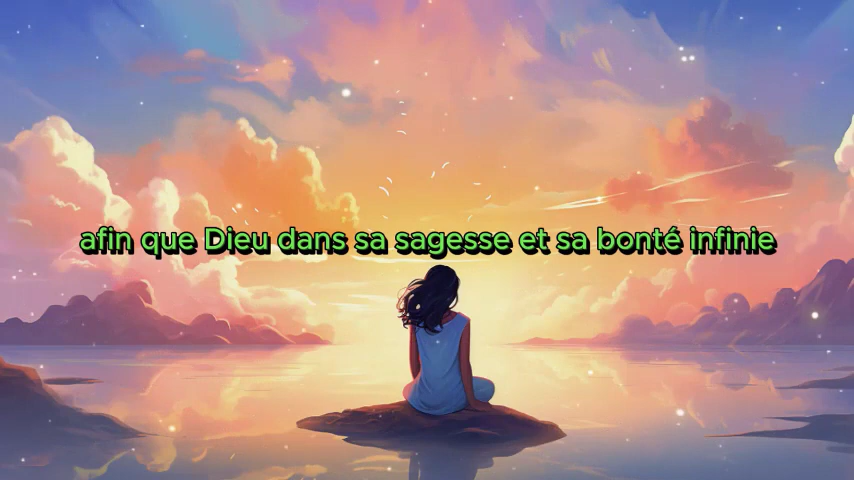 afin que Dieu dans sa sagesse et sa bonté infinie